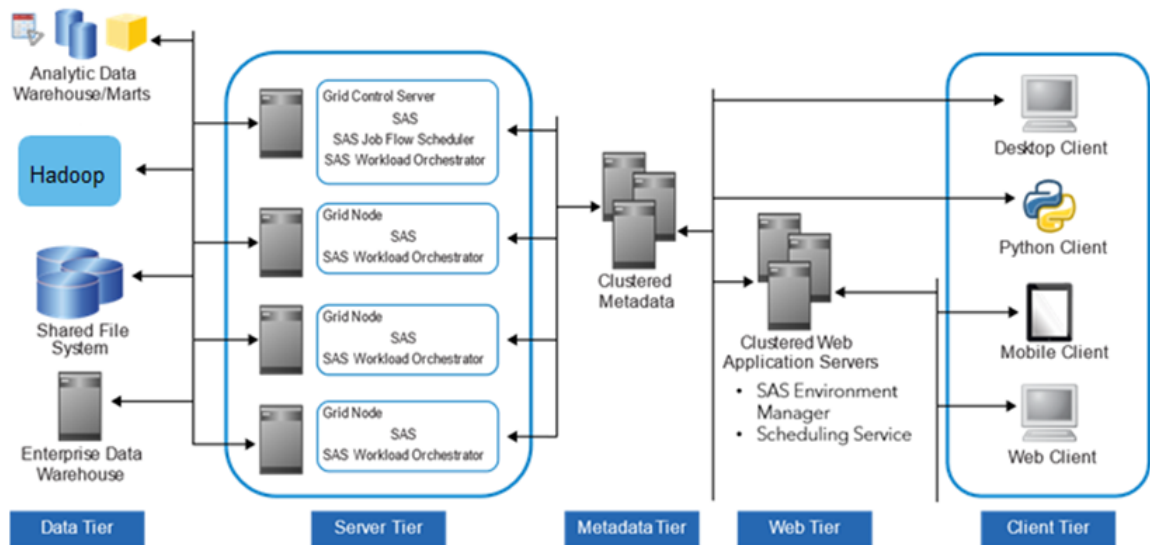 Analytic Data
Warehouse/Marts
Hadoop
Shared File
System
Enterprise Data
Warehouse
Data Tier
Grid Control Server
SAS
SAS Job Flow Scheduler
SAS Workload Orchestrator
Grid Node
SAS
SAS Workload Orchestrator
Grid Node
SAS
SAS Workload Orchestrator
Grid Node
SAS
SAS Workload Orchestrator
Server Tier
Clustered
Metadata
Metadata Tier
Clustered Web
Application Servers
• SAS Environment
Manager
• Scheduling Service
Web Tier
Desktop Client
Python Client
Mobile Client
Web Client
Client Tier